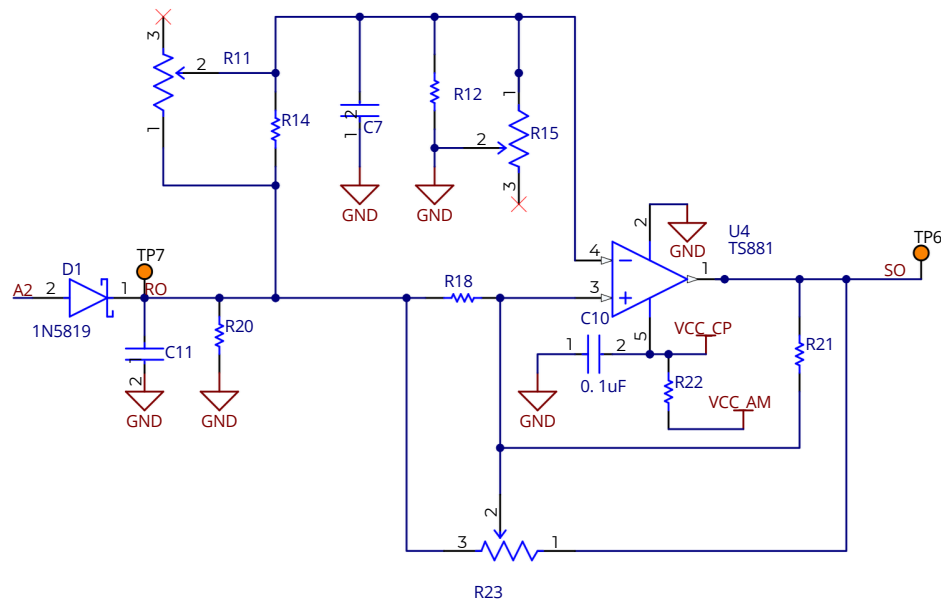 3
2
R11
1
R14
2
1
C7
R12
2
1
R15
3
GND
GND
2
GND
U4
TS881
TP6
4
3
1
SO
D1
A2
2
1
TP7
RO
1N5819
R20
1
C11
2
GND
GND
R18
C10
1
2
0. 1uF
GND
5
VCC_CP
R22
VCC_AM
R21
2
3
1
R23